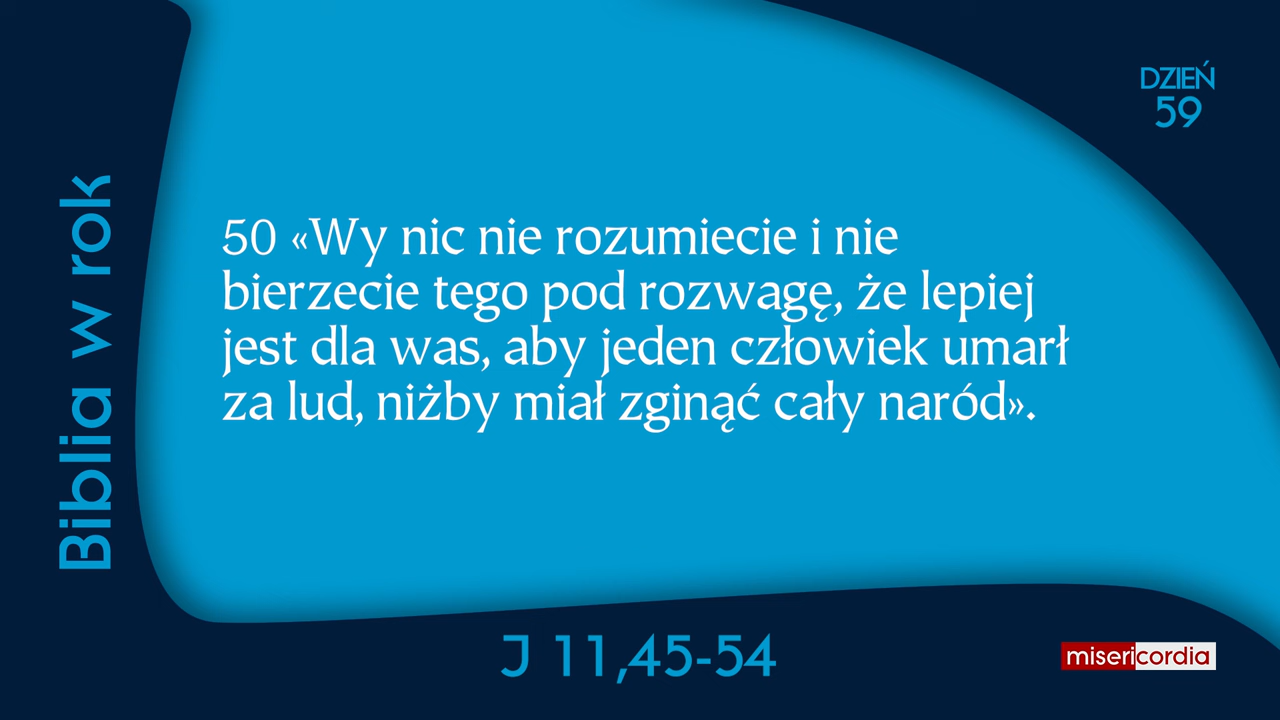 DZIEŃ
59
Biblia w rok
50 «Wy nic nie rozumiecie i nie
bierzecie tego pod rozwagę, że lepiej
jest dla was, aby jeden człowiek umarł
za lud, niżby miał zginąć cały naród».
J 11,45-54
misericordia